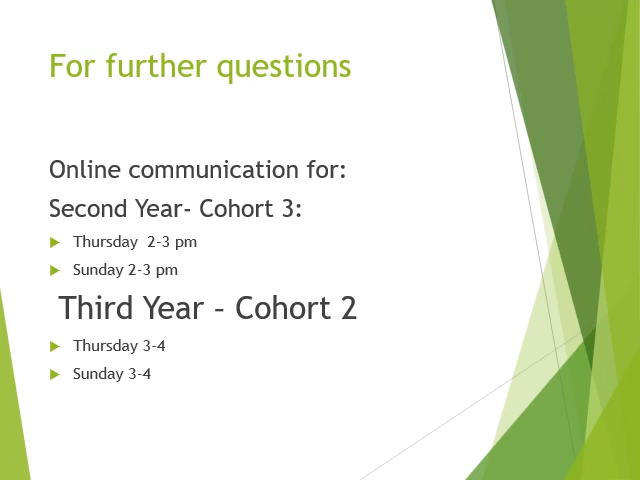 For further questions
Online communication for:
Second Year- Cohort 3:
Thursday  2-3 pm
Sunday 2-3 pm
Third Year – Cohort 2
Thursday 3-4
Sunday 3-4